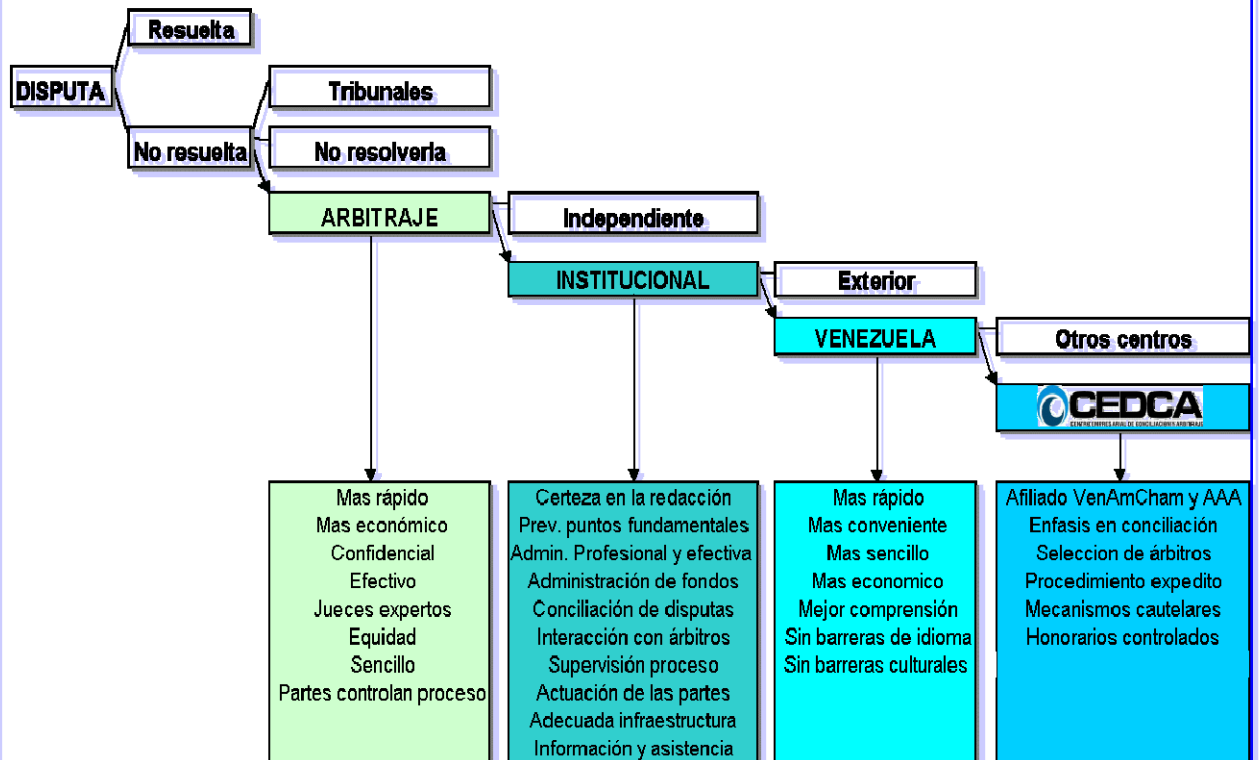 Resuelta
DISPUTA
Tribunales
No resuelta
No resolverla
ARBITRAJE
Independiente
INSTITUCIONAL
Exterior
VENEZUELA
Otros centros
CEDCA
Mas rápido
Mas económico
Confidencial
Efectivo
Jueces expertos
Equidad
Sencillo
Partes controlan proceso
Certeza en la redacción
Prev. puntos fundamentales
Admin. Profesional y efectiva
Administración de fondos
Conciliación de disputas
Interacción con árbitros
Supervisión proceso
Actuación de las partes
Adecuada infraestructura
Información y asistencia
Mas rápido
Mas conveniente
Mas sencillo
Mas economico
Mejor comprensión
Sin barreras de idioma
Sin barreras culturales
Afiliado VenAmCham y AAA
Enfasis en conciliación
Seleccion de árbitros
Procedimiento expedito
Mecanismos cautelares
Honorarios controlados